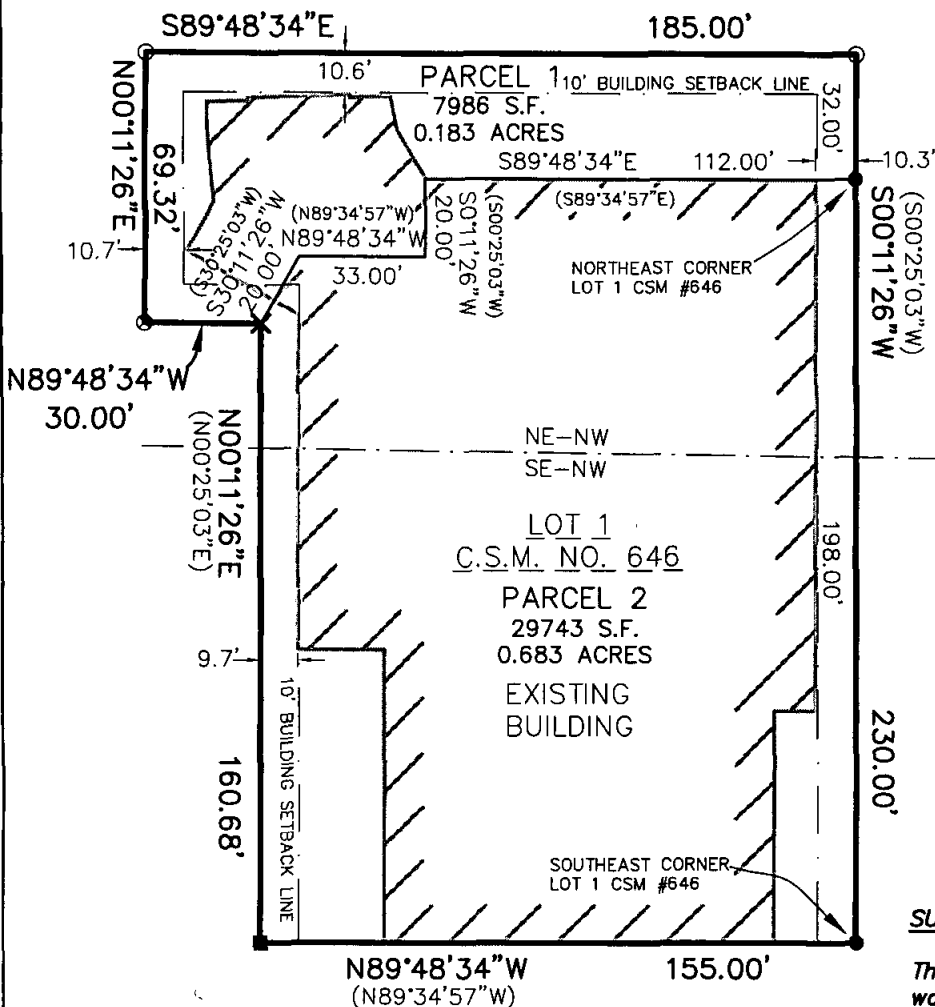 S89°48'34"E 185.00'
10.6'
PARCEL 1
7986 S.F.
0.183 ACRES
10' BUILDING SETBACK LINE
32.00'
N00°11'26"E
69.32'
S89°48'34"E 112.00'
(S89°34'57"E)
10.3'
S00°11'26"W
(S00°25'03"W)
(N89°34'57"W)
N89°48'34"W
33.00'
(S00°25'03"W)
S0°11'26"W
20.00'
(S30°25'03"W)
S30°11'26"W
20.00'
10.7'
NORTHEAST CORNER
LOT 1 CSM #646
N89°48'34"W
30.00'
N00°11'26"E
(N00°25'03"E)
NE-NW
SE-NW
LOT 1
C.S.M. NO. 646
PARCEL 2
29743 S.F.
0.683 ACRES
EXISTING
BUILDING
198.00'
9.7'
10' BUILDING SETBACK LINE
160.68'
230.00'
SOUTHEAST CORNER
LOT 1 CSM #646
N89°48'34"W 155.00'
(N89°34'57"W)
SU
Th
wa